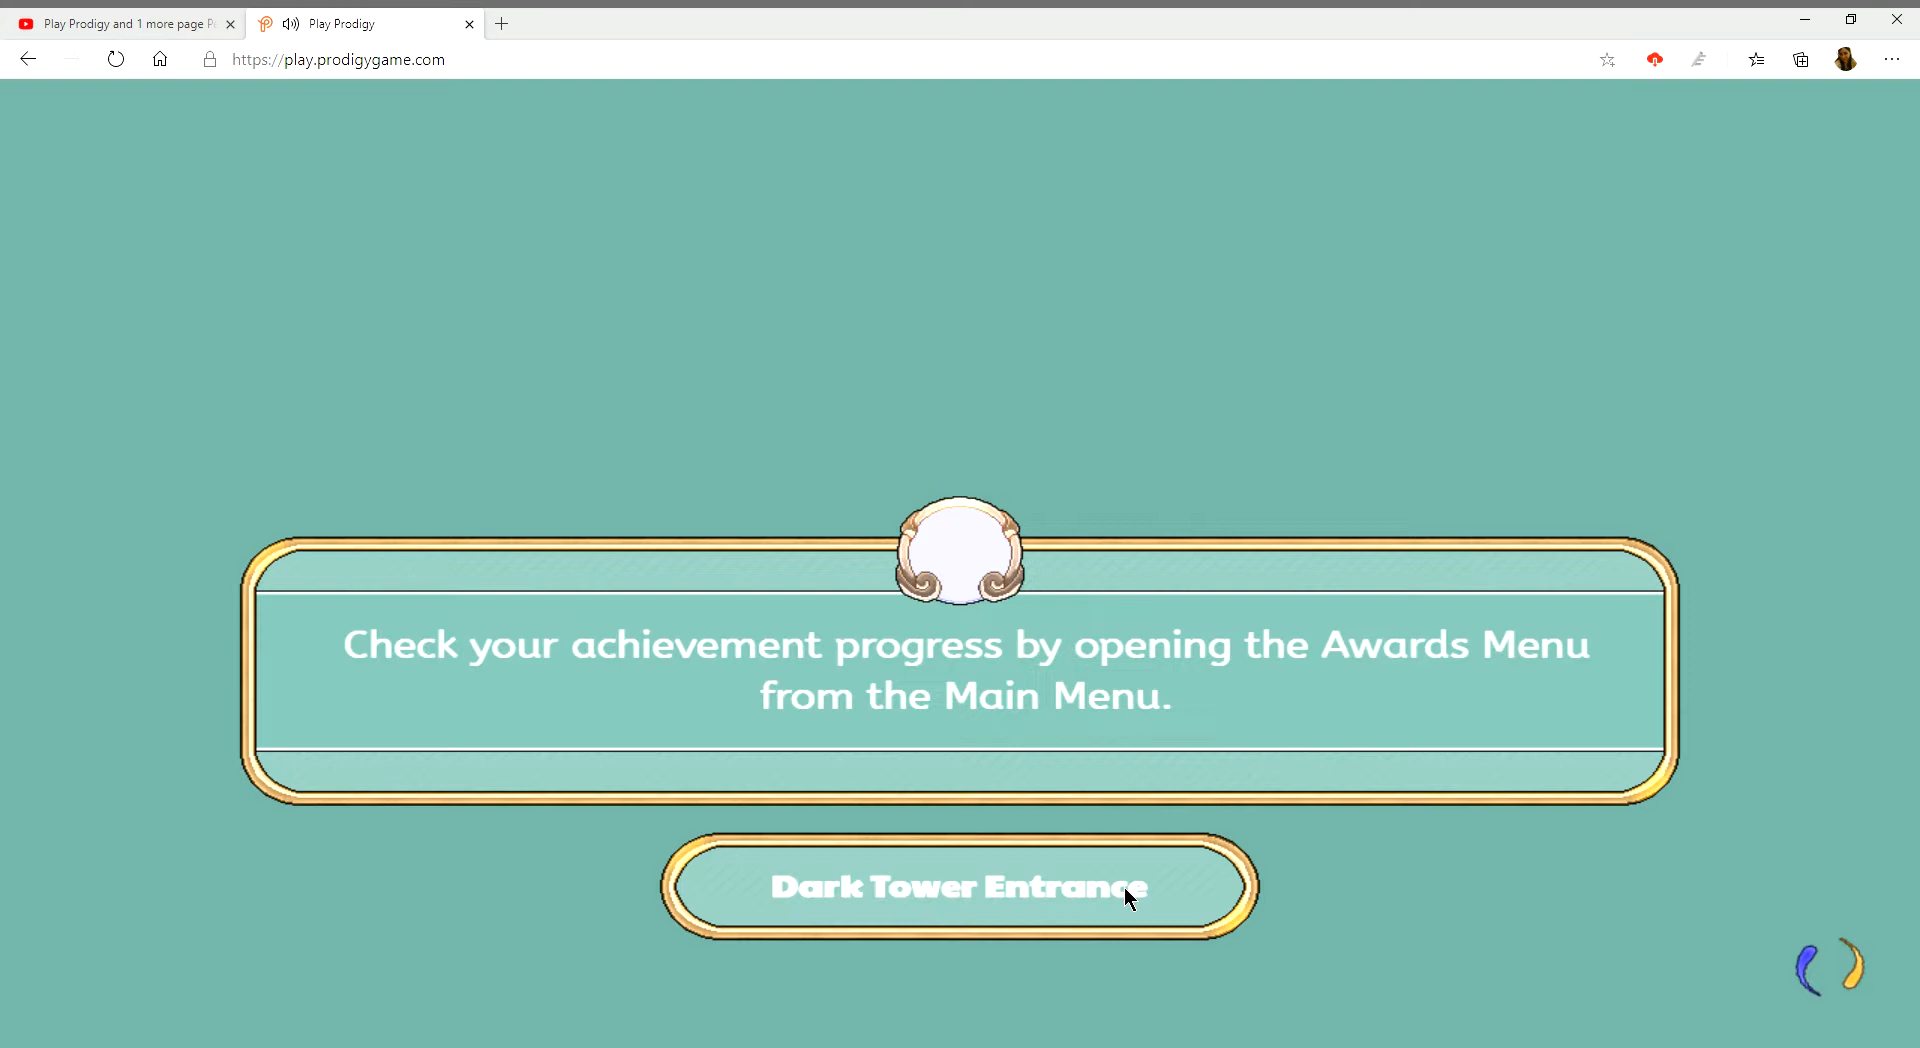 Play Prodigy and 1 more page
Play Prodigy
https://play.prodigygame.com
Check your achievement progress by opening the Awards Menu
from the Main Menu.
Dark Tower Entrance